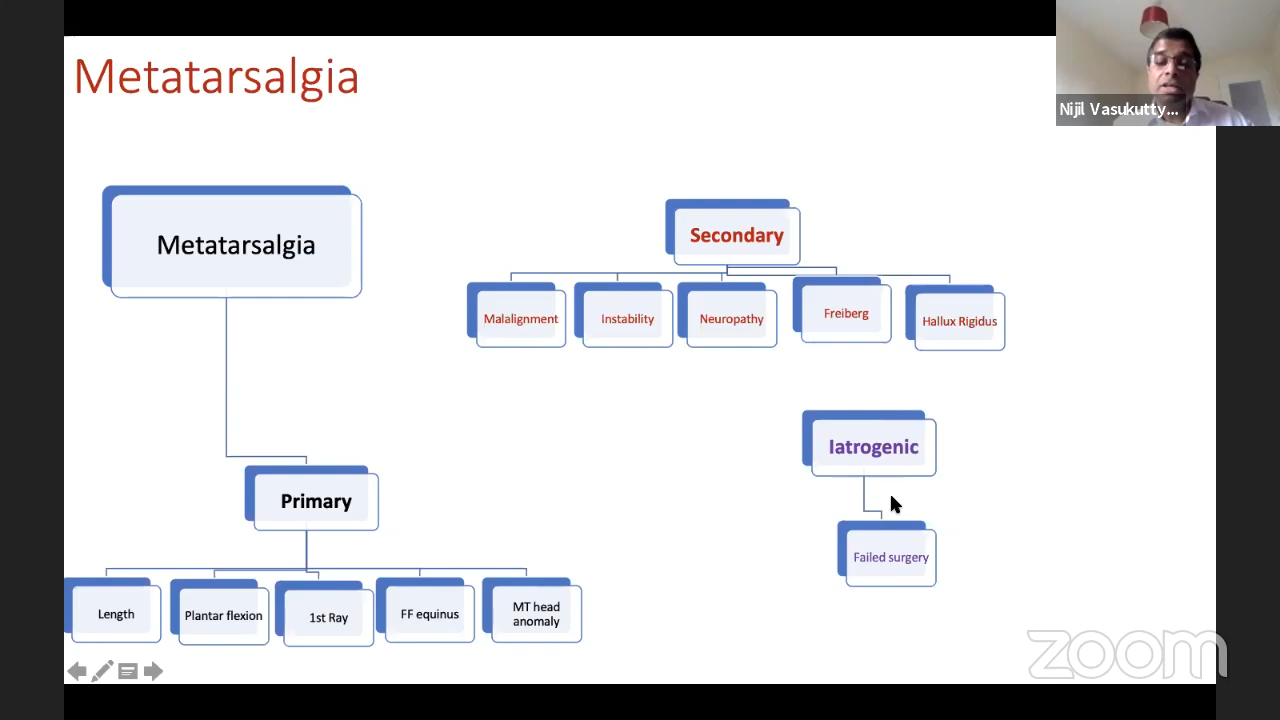 Metatarsalgia
Nijil Vasukutty...
Metatarsalgia
Secondary
Malalignment
Instability
Neuropathy
Freiberg
Hallux Rigidus
Iatrogenic
Failed surgery
Primary
Length
Plantar flexion
1st Ray
FF equinus
MT head
anomaly
zoom